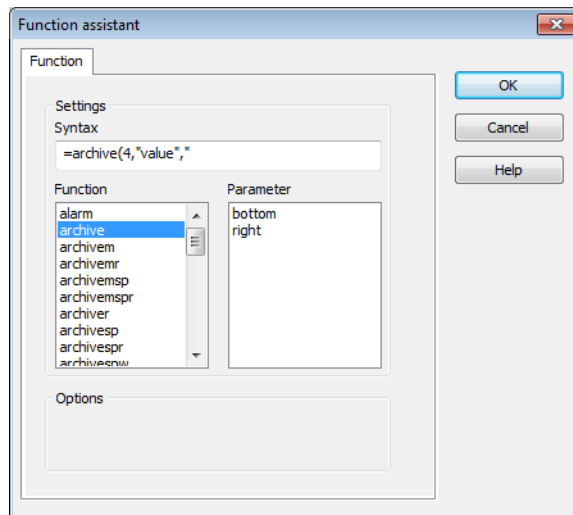 Function assistant
Function
OK
Cancel
Help
Settings
Syntax
=archive(4,"value","
Function
Parameter
alarm
archive
archivem
archivemr
archivemsp
archivemspr
archiver
archivesp
archivespr
archivespw
bottom
right
Options